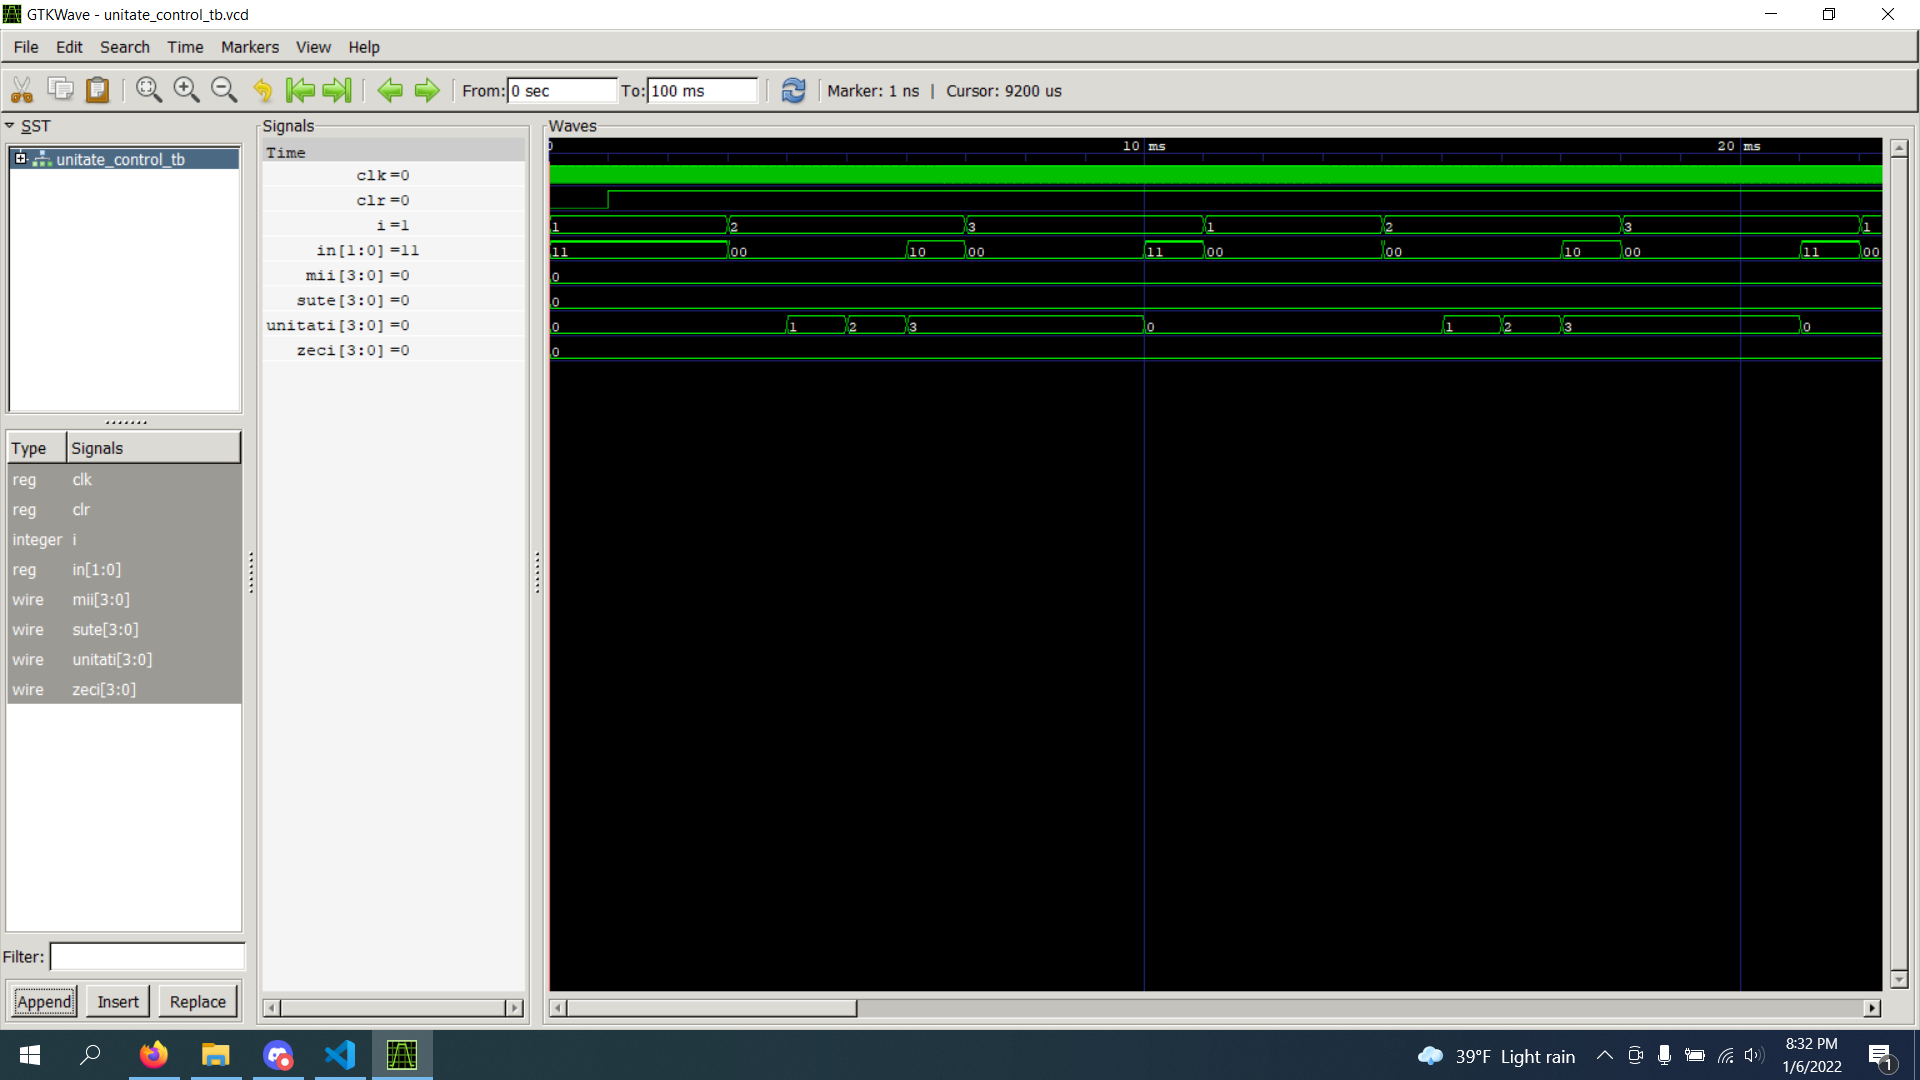 GTKWave - unitate_control_tb.vcd
File Edit Search Time Markers View Help
From: 0 sec To: 100 ms Marker: 1 ns | Cursor: 9200 us
SST
unitate_control_tb
Type Signals
reg clk
reg clr
integer i
reg in[1:0]
wire mii[3:0]
wire sute[3:0]
wire unitati[3:0]
wire zeci[3:0]
Filter:
Append Insert Replace
Signals
Time
clk=0
clr=0
i=1
in[1:0]=11
mii[3:0]=0
sute[3:0]=0
unitati[3:0]=0
zeci[3:0]=0
Waves
0 10 ms 20 ms
1 2 3 1 2 3 1
11 00 10 00 11 00 00 10 00 11 00
0
0
0 1 2 3 0 1 2 3 0
0
39°F Light rain
8:32 PM
1/6/2022
1